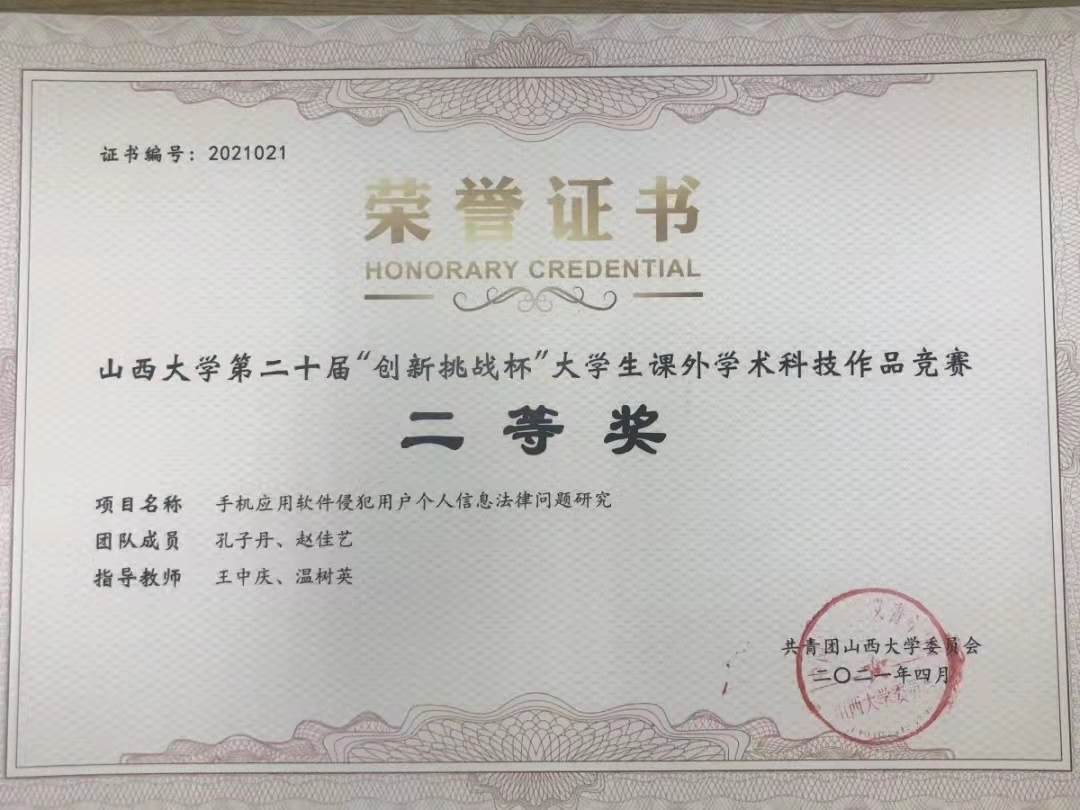 证书编号：2021021
荣誉证书
HONORARY CREDENTIAL
山西大学第二十届“创新挑战杯”大学生课外学术科技作品竞赛
二等奖
项目名称 手机应用软件侵犯用户个人信息法律问题研究
团队成员 孔子丹、赵佳艺
指导教师 王中庆、温树英
共青团山西大学委员会
二〇二一年四月
山西大学委